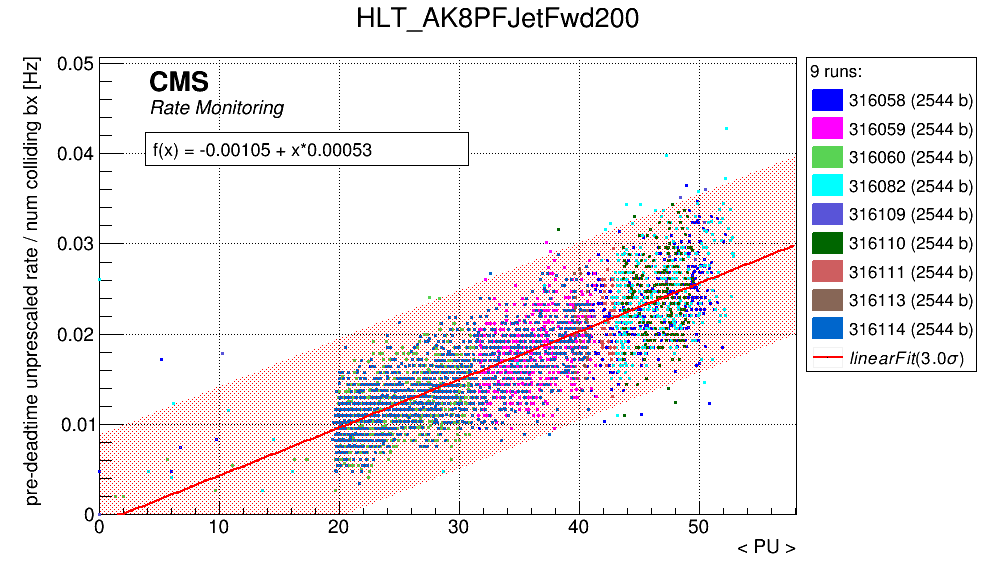 HLT_AK8PFJetFwd200
pre-deadtime unprescaled rate / num colliding bx [Hz]
0.05
0.04
0.03
0.02
0.01
0
CMS
Rate Monitoring
f(x) = -0.00105 + x*0.00053
0 10 20 30 40 50
< PU >
9 runs:
316058 (2544 b)
316059 (2544 b)
316060 (2544 b)
316082 (2544 b)
316109 (2544 b)
316110 (2544 b)
316111 (2544 b)
316113 (2544 b)
316114 (2544 b)
linearFit(3.0σ)